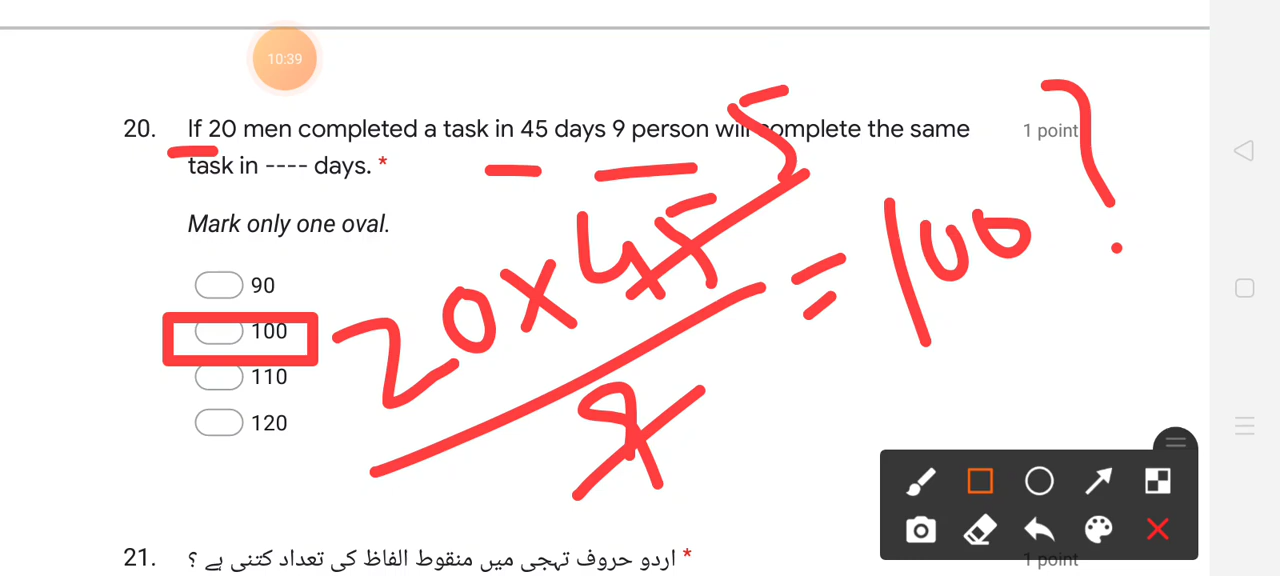 10:39
20. If 20 men completed a task in 45 days 9 person will complete the same
task in ---- days. *
1 point
Mark only one oval.
90
100
110
120
20 x 45 5
9
= 100 ?
21. اردو حروف تہجی میں منقوط الفاظ کی تعداد کتنی ہے ؟ *
1 point